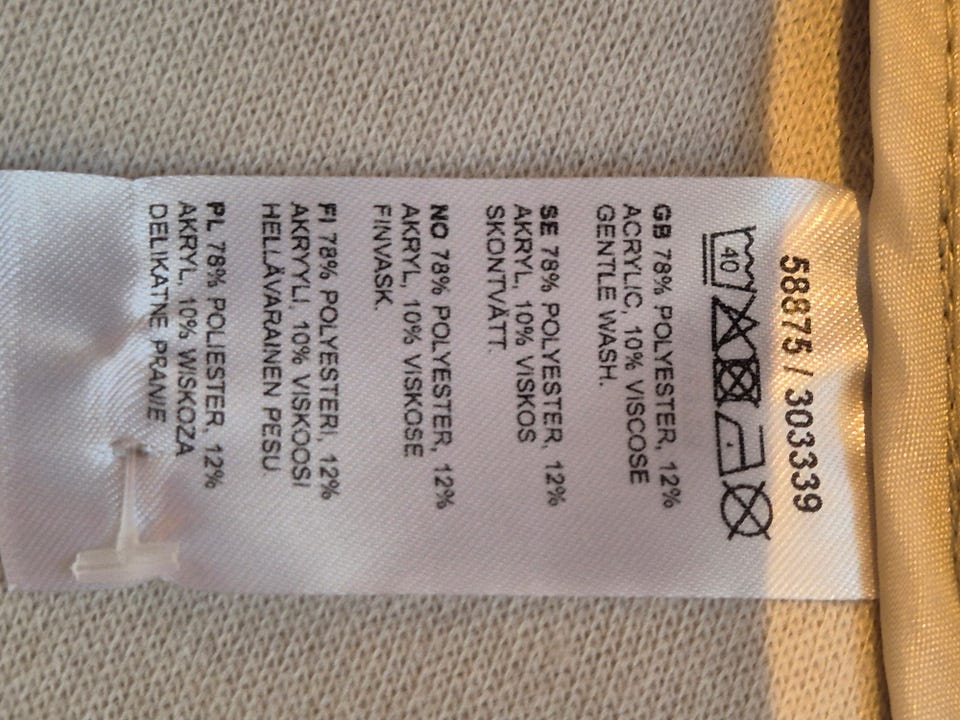 58875 / 303339
40
GB 78% POLYESTER, 12%
ACRYLIC, 10% VISCOSE
GENTLE WASH.
SE 78% POLYESTER, 12%
AKRYL, 10% VISKOS
SKONTVÄTT.
NO 78% POLYESTER, 12%
AKRYL, 10% VISKOSE.
FINVASK.
FI 78% POLYESTERI, 12%
AKRYYLI, 10% VISKOOSI
HELLÄVARAINEN PESU.
PL 78% POLIESTER, 12%
AKRYL, 10% WISKOZA
DELIKATNE PRANIE